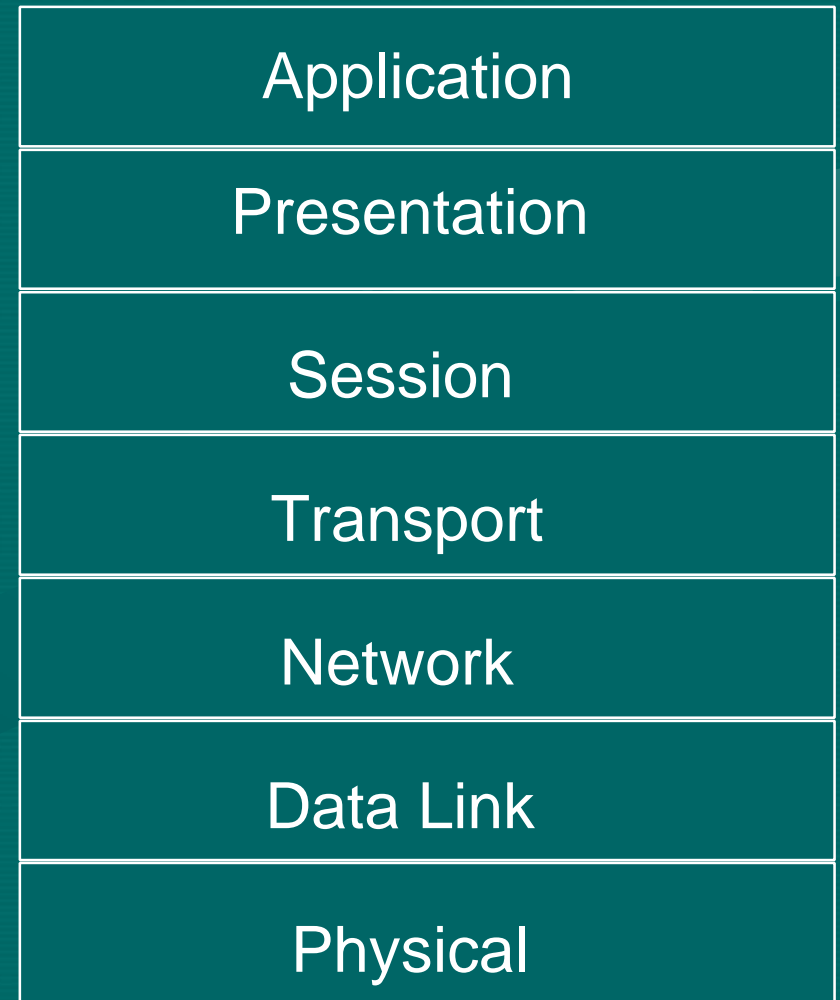 Application
Presentation
Session
Transport
Network
Data Link
Physical